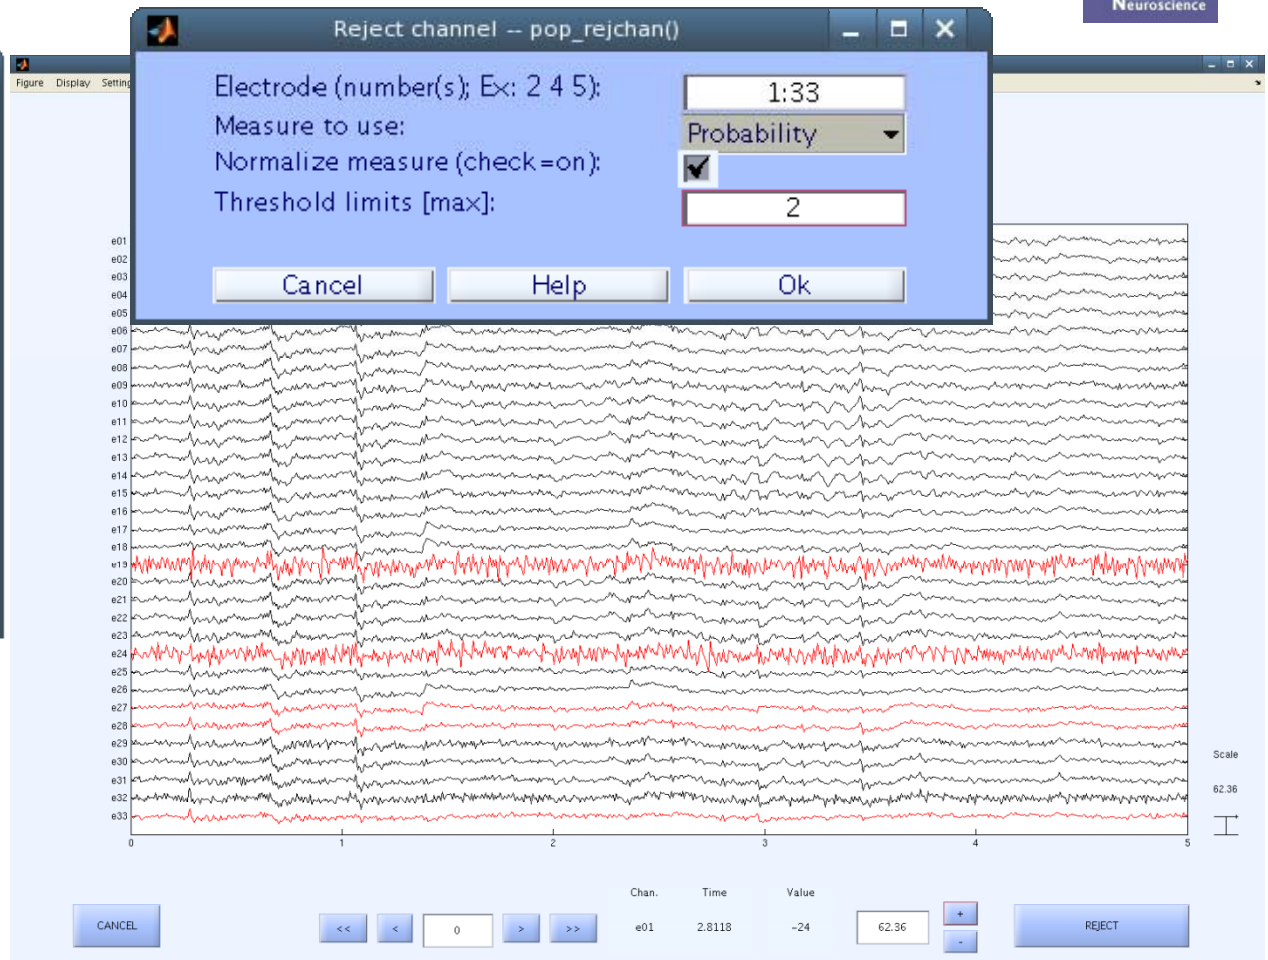 Neuroscience
Reject channel -- pop_rejchan()
Electrode (number(s); Ex: 2 4 5):
1:33
Measure to use:
Probability
Normalize measure (check=on):
Threshold limits [max]:
2
Cancel
Help
Ok
Figure Display Setting
e01
e02
e03
e04
e05
e06
e07
e08
e09
e10
e11
e12
e13
e14
e15
e16
e17
e18
e19
e20
e21
e22
e23
e24
e25
e26
e27
e28
e29
e30
e31
e32
e33
0 1 2 3 4 5
Scale
62.36
Chan. Time Value
CANCEL
<< < 0 > >>
e01 2.8118 -24
62.36
+
-
REJECT